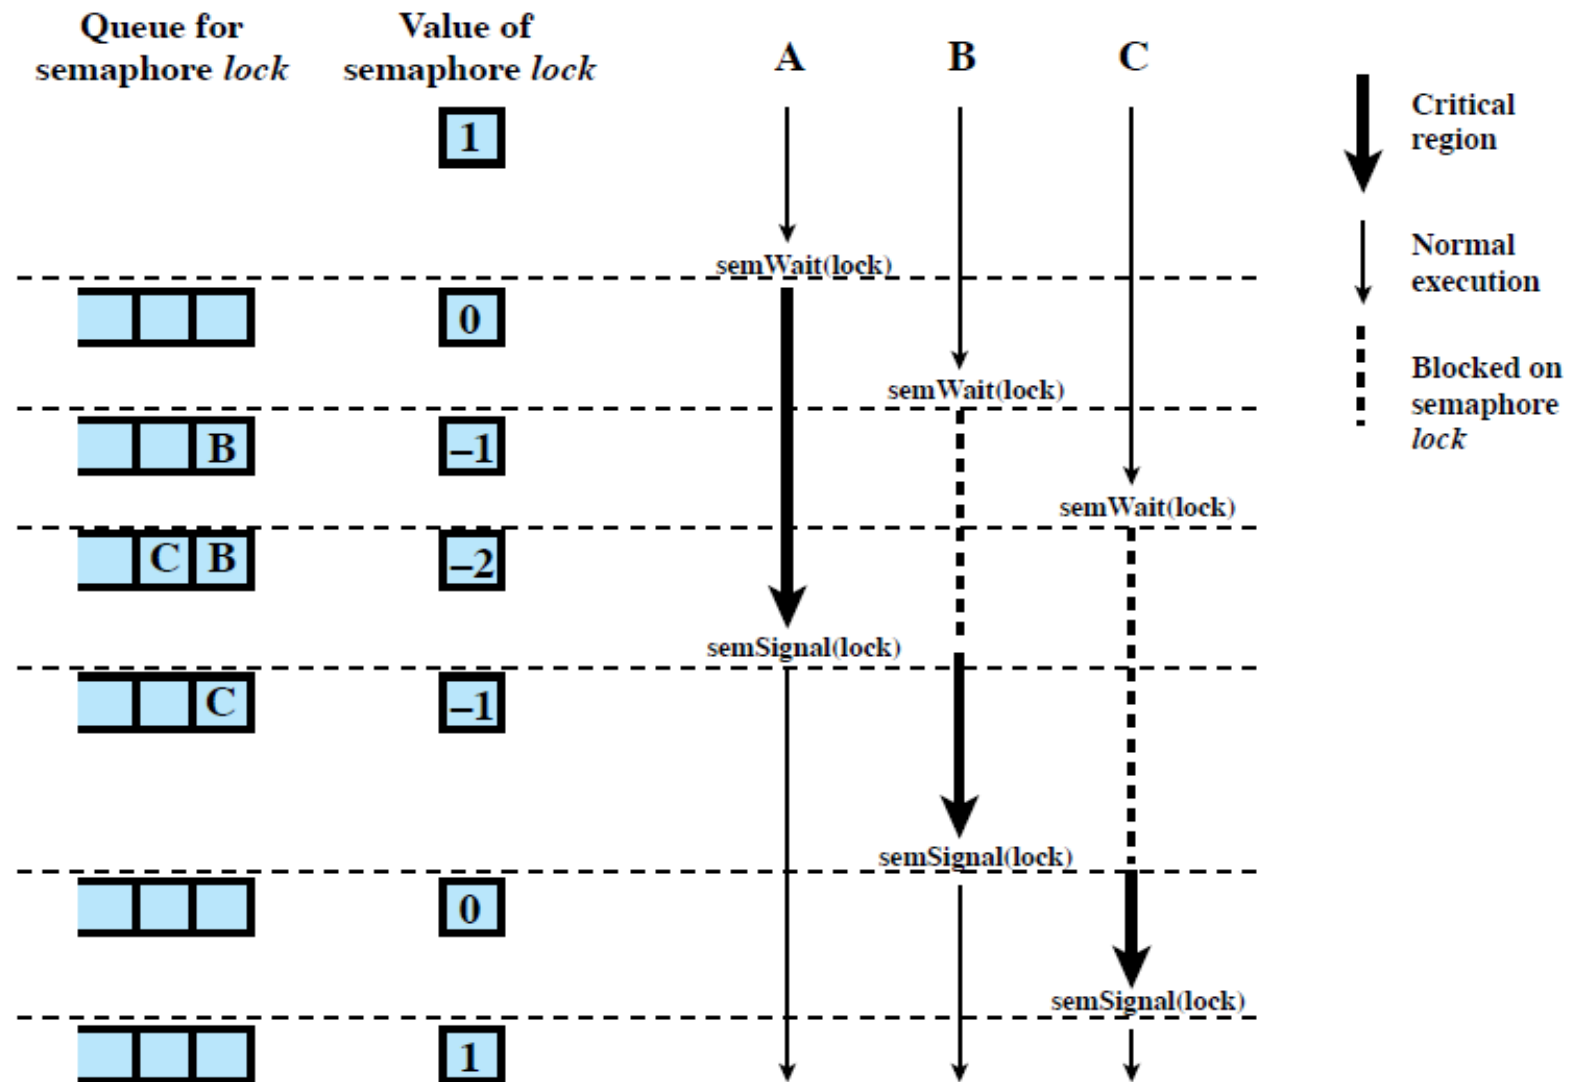 Queue for
semaphore lock
Value of
semaphore lock
A
B
C
1
Critical
region
Normal
execution
Blocked on
semaphore
lock
semWait(lock)
0
semWait(lock)
B
–1
semWait(lock)
C B
–2
semSignal(lock)
C
–1
semSignal(lock)
0
semSignal(lock)
1